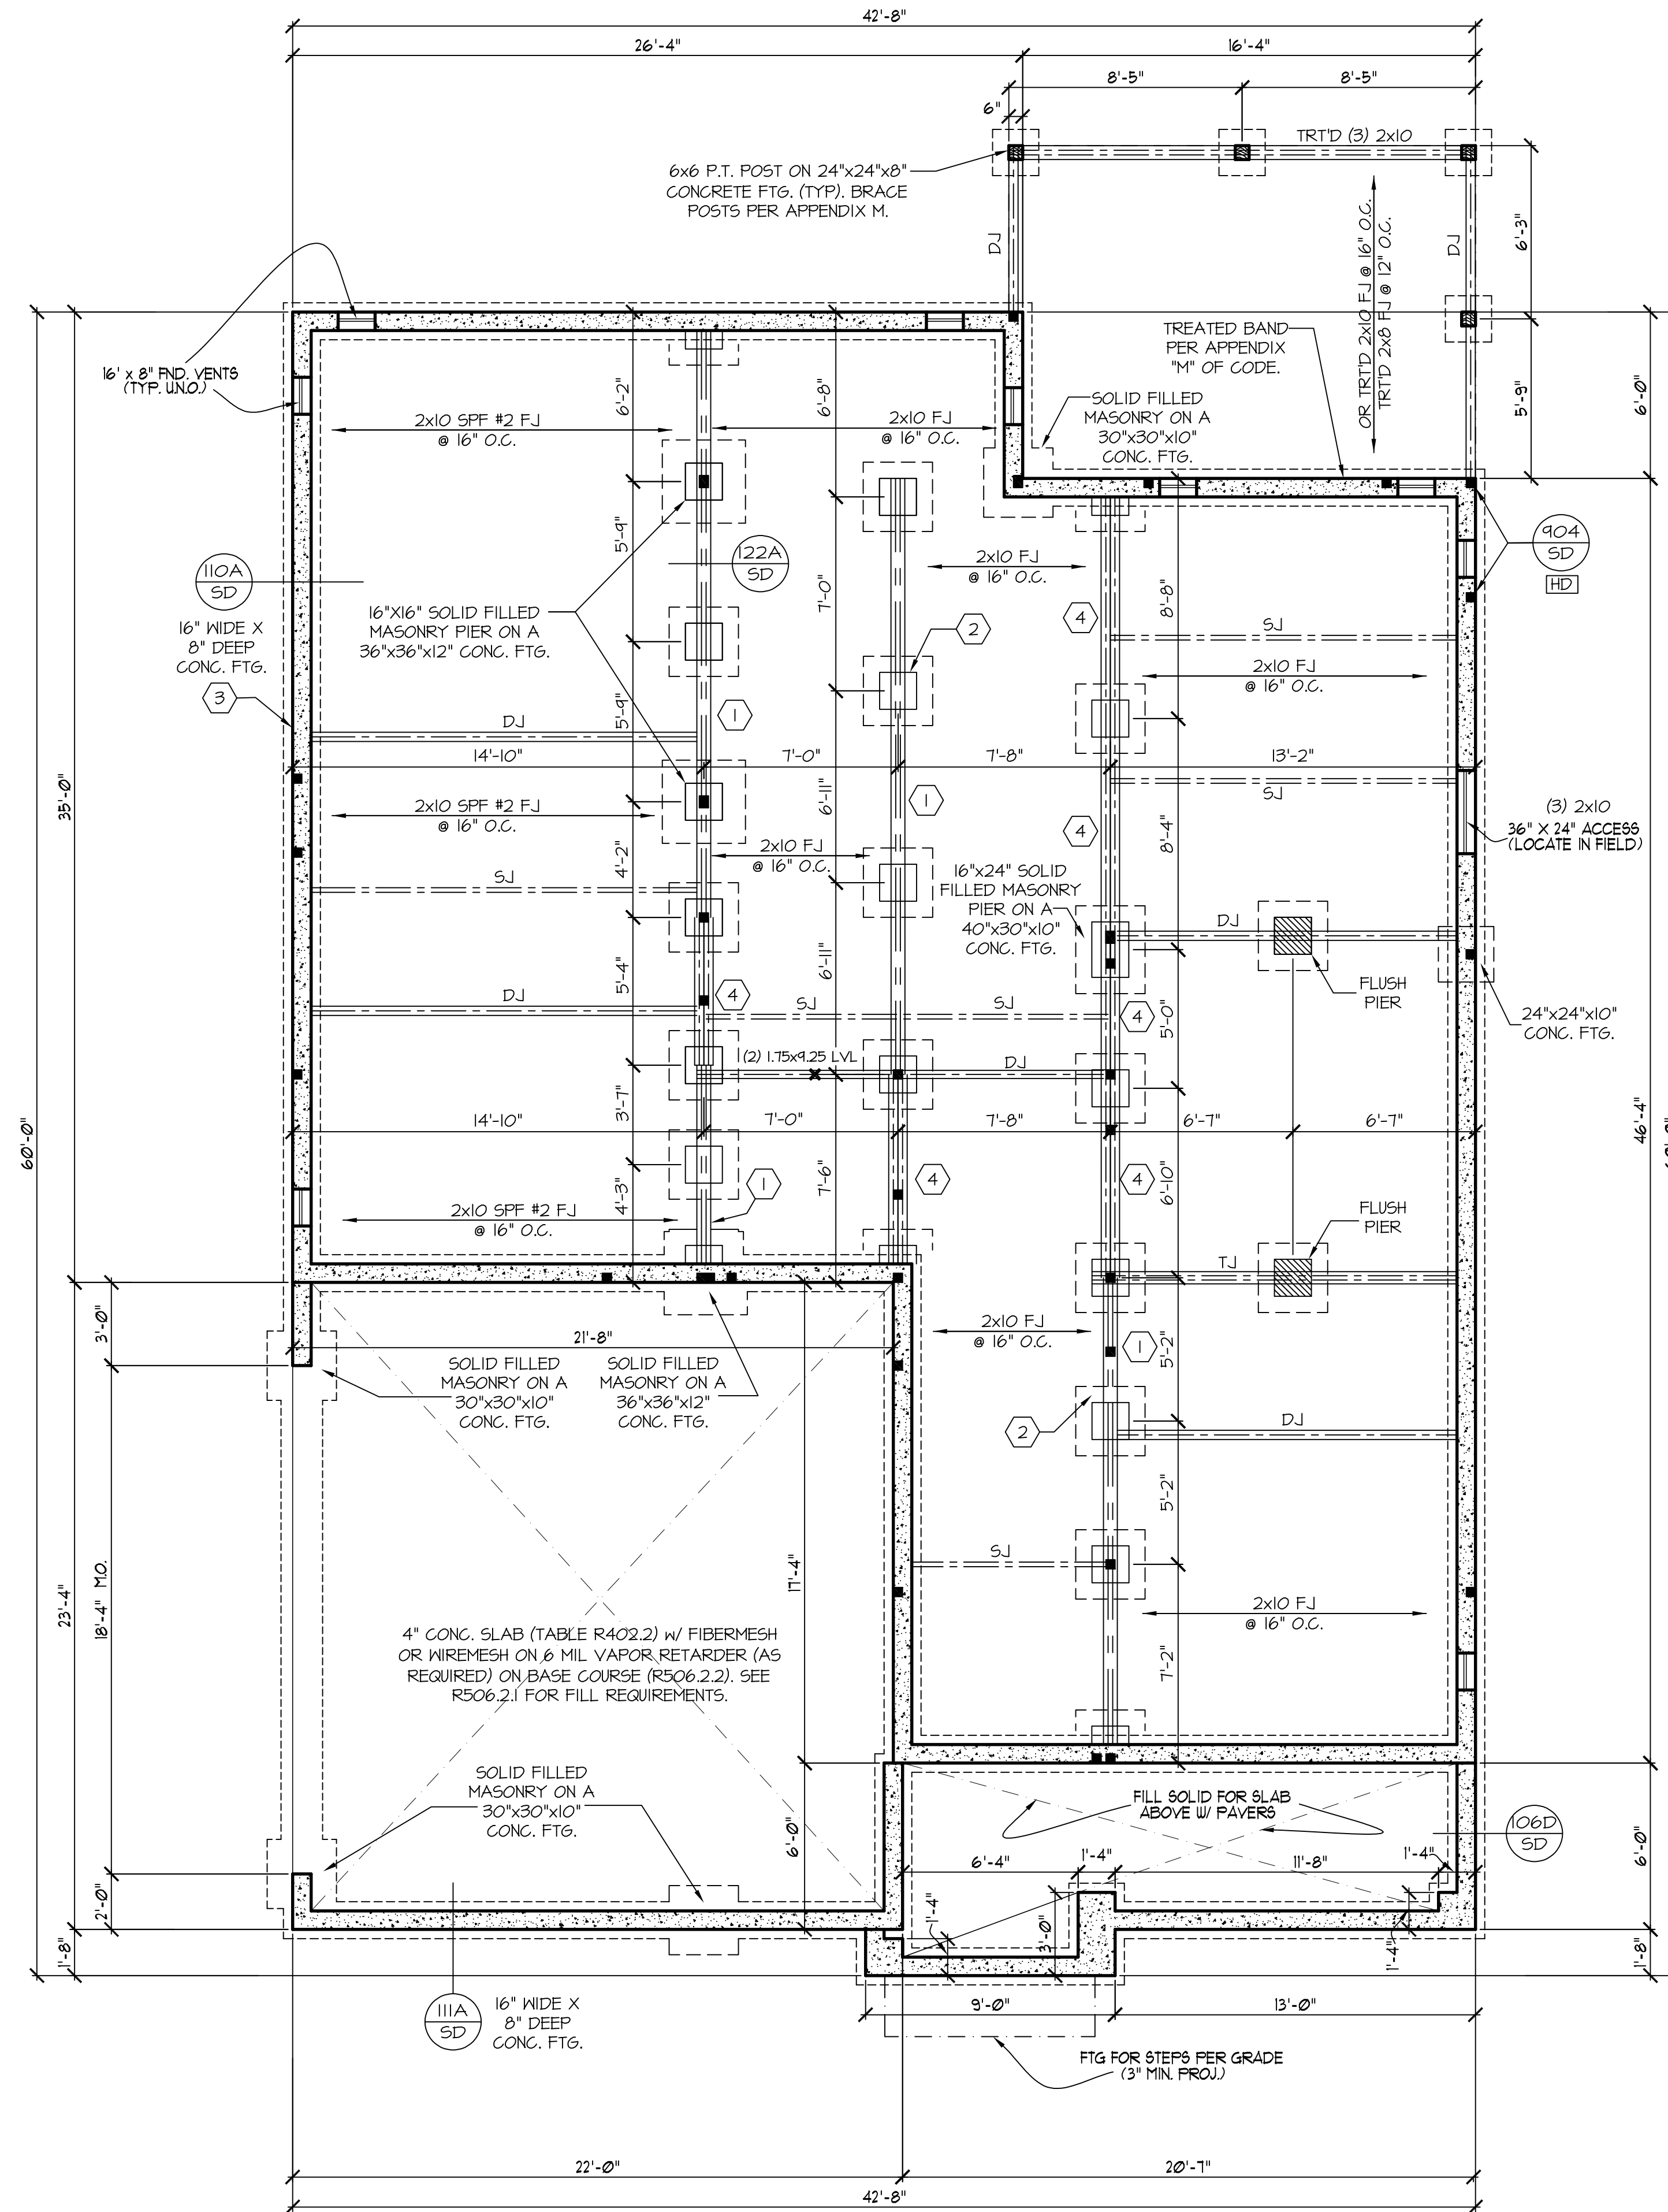 42'-8"
26'-4"
16'-4"
8'-5"
8'-5"
6"
TRT'D (3) 2x10
6x6 P.T. POST ON 24"x24"x8"
CONCRETE FTG. (TYP). BRACE
POSTS PER APPENDIX M.
DJ
DJ
OR TRT'D 2x10 FJ @ 16" O.C.
TRT'D 2x8 FJ @ 12" O.C.
6'-3"
5'-9"
6'-0"
16' x 8" FND. VENTS
(TYP. U.N.O.)
TREATED BAND
PER APPENDIX
"M" OF CODE.
SOLID FILLED
MASONRY ON A
30"x30"x10"
CONC. FTG.
2x10 SPF #2 FJ
@ 16" O.C.
6'-2"
6'-8"
2x10 FJ
@ 16" O.C.
904
SD
HD
110A
SD
122A
SD
5'-9"
7'-0"
2x10 FJ
@ 16" O.C.
8'-8"
4
2
16" WIDE X
8" DEEP
CONC. FTG.
3
16"X16" SOLID FILLED
MASONRY PIER ON A
36"x36"x12" CONC. FTG.
SJ
2x10 FJ
@ 16" O.C.
5'-9"
1
DJ
14'-10"
7'-0"
7'-8"
13'-2"
35'-0"
2x10 SPF #2 FJ
@ 16" O.C.
6'-11"
1
4
8'-4"
SJ
(3) 2x10
36" X 24" ACCESS
(LOCATE IN FIELD)
4'-2"
2x10 FJ
@ 16" O.C.
16"x24" SOLID
FILLED MASONRY
PIER ON A
40"x30"x10"
CONC. FTG.
SJ
6'-11"
DJ
5'-4"
DJ
4
SJ
SJ
4
5'-0"
FLUSH
PIER
24"x24"x10"
CONC. FTG.
(2) 1.75x9.25 LVL
DJ
3'-7"
14'-10"
7'-0"
7'-8"
6'-7"
6'-7"
60'-0"
46'-4"
4'-3"
1
7'-6"
4
4
6'-10"
2x10 SPF #2 FJ
@ 16" O.C.
FLUSH
PIER
TJ
3'-0"
21'-8"
2x10 FJ
@ 16" O.C.
1
5'-2"
SOLID FILLED
MASONRY ON A
30"x30"x10"
CONC. FTG.
SOLID FILLED
MASONRY ON A
36"x36"x12"
CONC. FTG.
2
DJ
5'-2"
SJ
23'-4"
18'-4" M.O.
17'-4"
2x10 FJ
@ 16" O.C.
7'-2"
4" CONC. SLAB (TABLE R402.2) W/ FIBERMESH
OR WIREMESH ON 6 MIL VAPOR RETARDER (AS
REQUIRED) ON BASE COURSE (R506.2.2). SEE
R506.2.1 FOR FILL REQUIREMENTS.
SOLID FILLED
MASONRY ON A
30"x30"x10"
CONC. FTG.
FILL SOLID FOR SLAB
ABOVE W/ PAVERS
106D
SD
6'-0"
6'-0"
6'-4"
1'-4"
11'-8"
1'-4"
2'-0"
1'-8"
1'-4"
3'-0"
1'-4"
1'-8"
111A
SD
16" WIDE X
8" DEEP
CONC. FTG.
9'-0"
13'-0"
FTG FOR STEPS PER GRADE
(3" MIN. PROJ.)
22'-0"
20'-7"
42'-8"